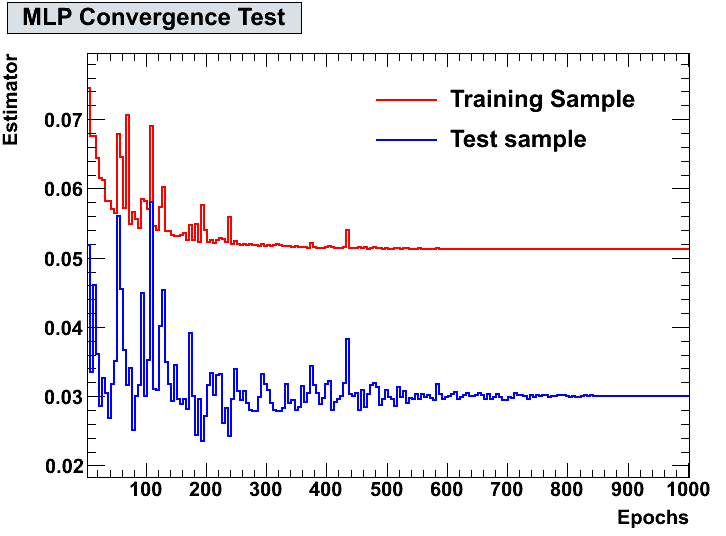 MLP Convergence Test
Estimator
Training Sample
Test sample
0.07
0.06
0.05
0.04
0.03
0.02
100 200 300 400 500 600 700 800 900 1000
Epochs